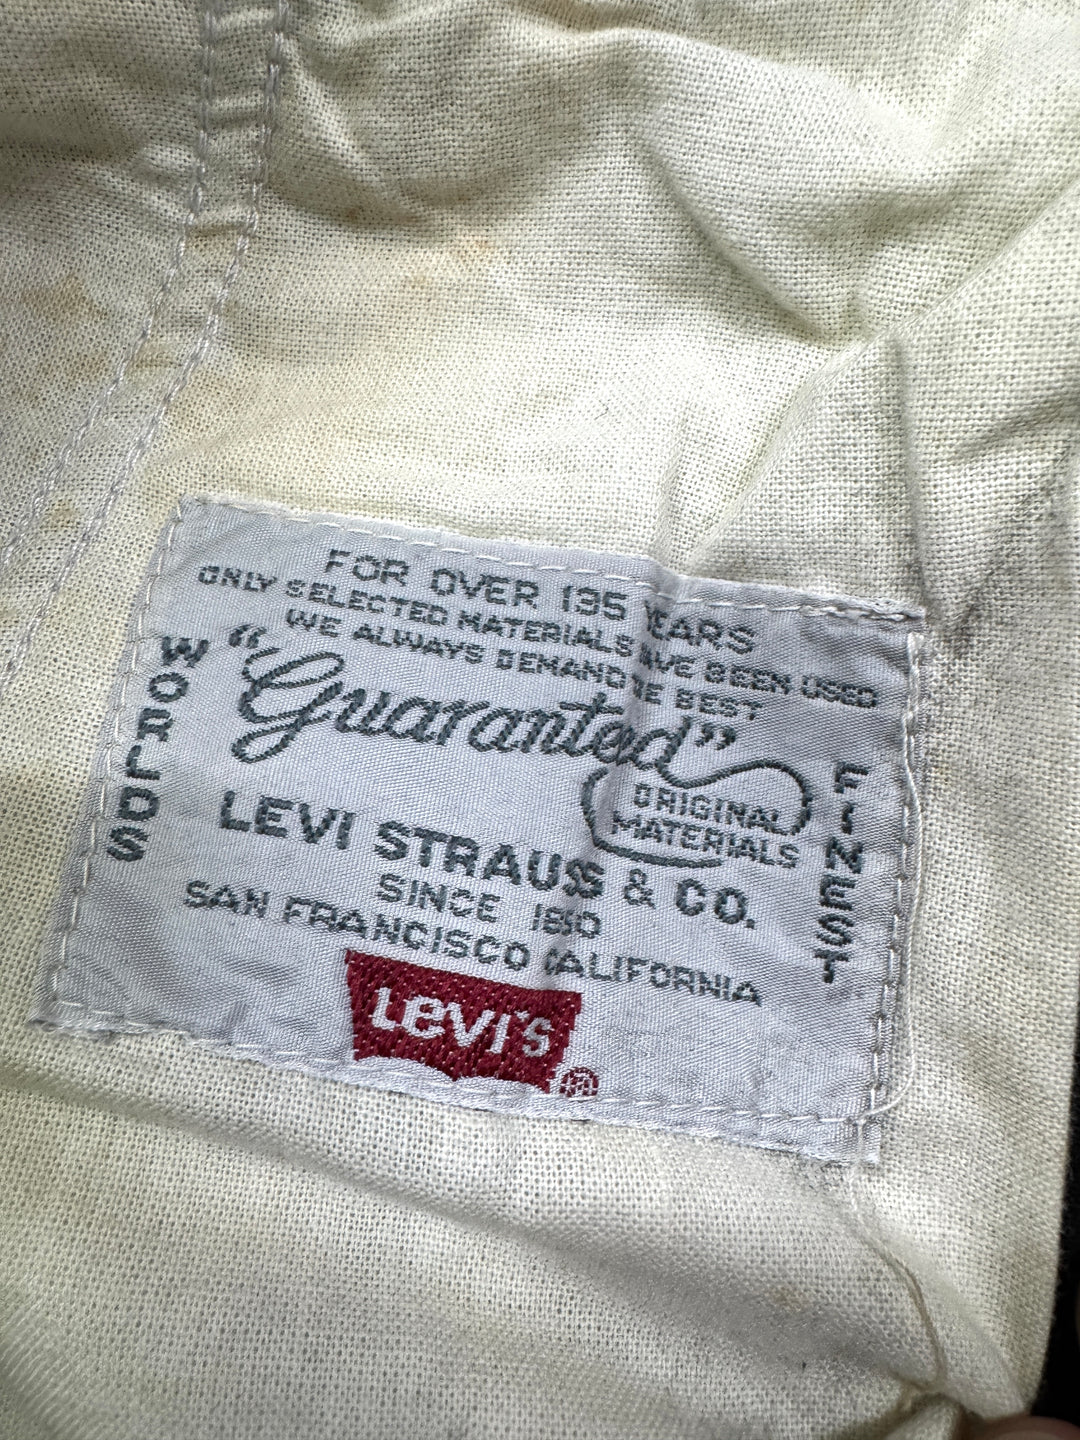 FOR OVER 135 YEARS
ONLY SELECTED MATERIALS HAVE BEEN USED
WE ALWAYS DEMAND THE BEST
"Guaranteed"
ORIGINAL
MATERIALS
WORLDS
FINEST
LEVI STRAUSS & CO.
SINCE 1850
SAN FRANCISCO CALIFORNIA
LEVI'S ®